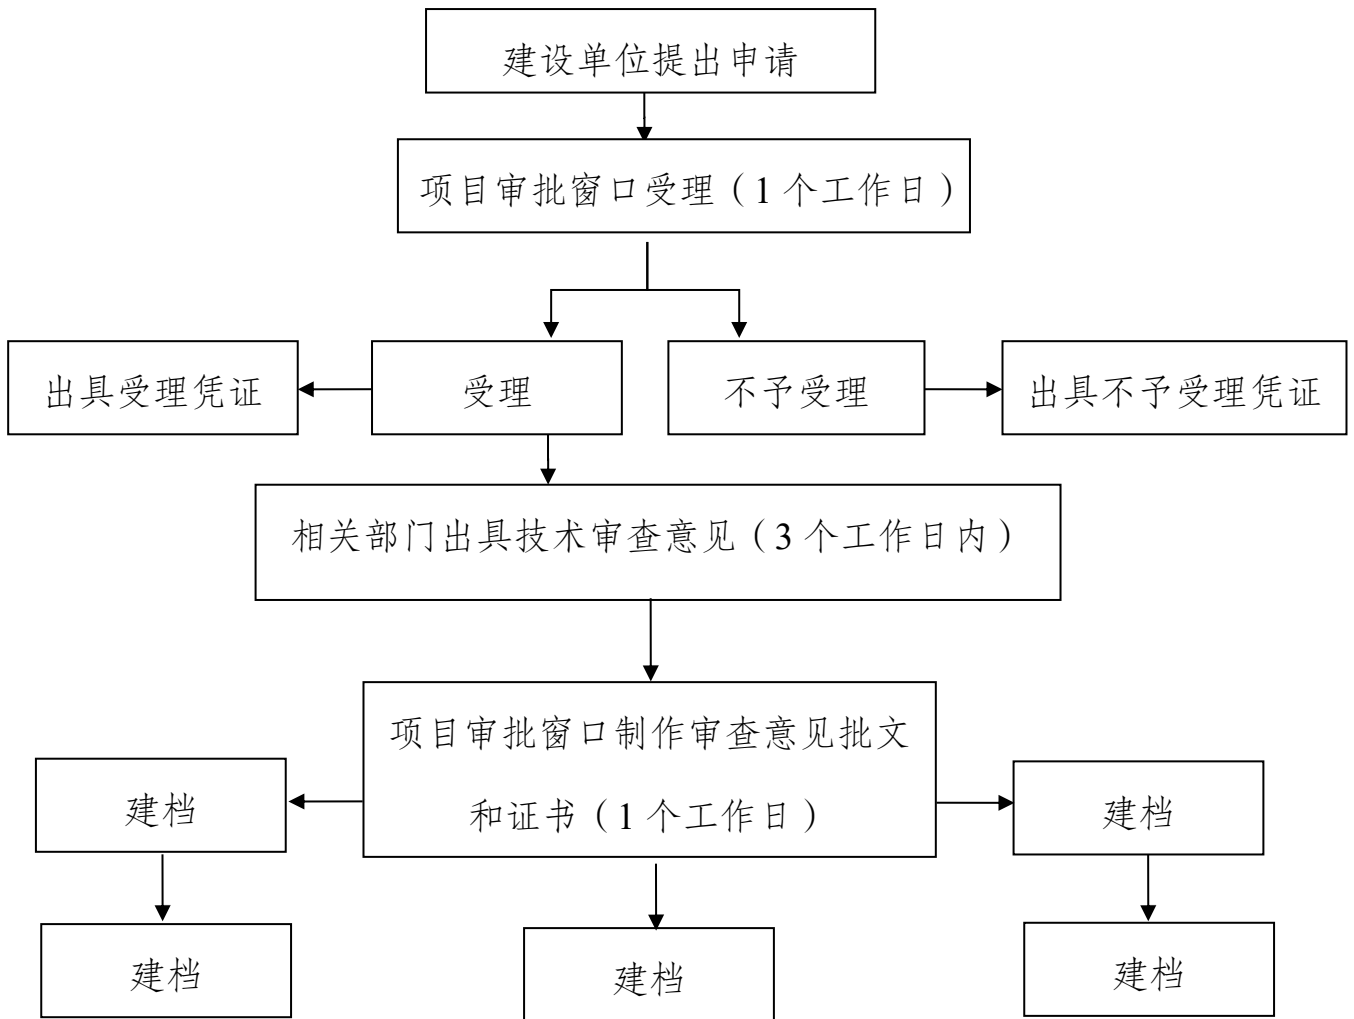 建设单位提出申请
项目审批窗口受理（1 个工作日）
出具受理凭证
受理
不予受理
出具不予受理凭证
相关部门出具技术审查意见（3 个工作日内）
项目审批窗口制作审查意见批文
和证书（1 个工作日）
建档
建档
建档
建档
建档